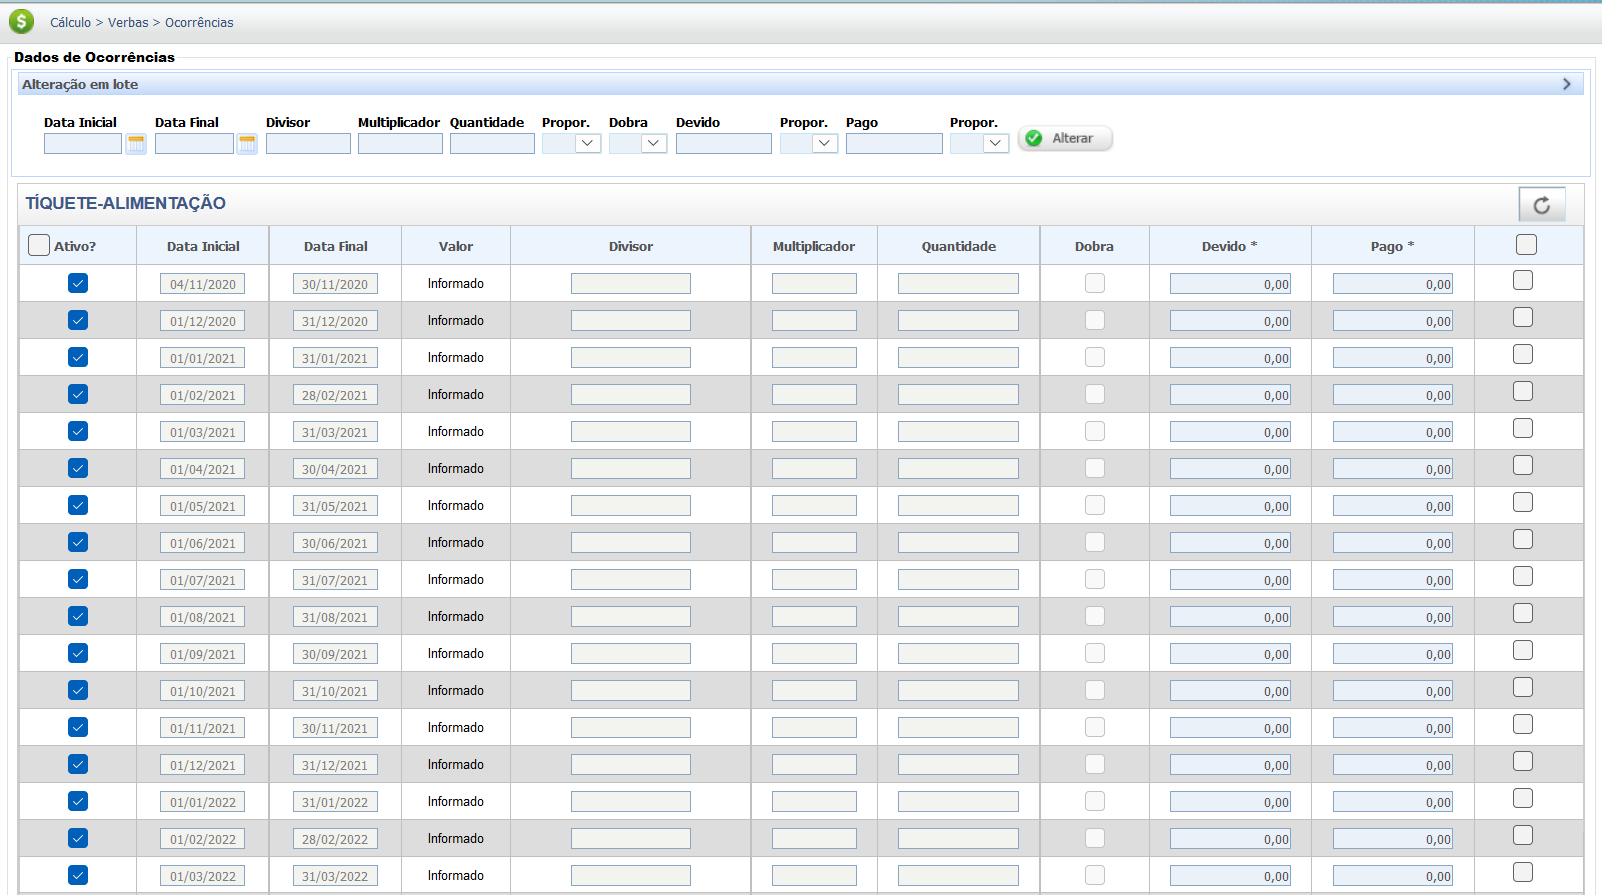 Cálculo > Verbas > Ocorrências
Dados de Ocorrências
Alteração em lote
Data Inicial Data Final Divisor Multiplicador Quantidade Propor. Dobra Devido Propor. Pago Propor.
Alterar
TÍQUETE-ALIMENTAÇÃO
Ativo? Data Inicial Data Final Valor Divisor Multiplicador Quantidade Dobra Devido * Pago *
04/11/2020 30/11/2020 Informado 0,00 0,00
01/12/2020 31/12/2020 Informado 0,00 0,00
01/01/2021 31/01/2021 Informado 0,00 0,00
01/02/2021 28/02/2021 Informado 0,00 0,00
01/03/2021 31/03/2021 Informado 0,00 0,00
01/04/2021 30/04/2021 Informado 0,00 0,00
01/05/2021 31/05/2021 Informado 0,00 0,00
01/06/2021 30/06/2021 Informado 0,00 0,00
01/07/2021 31/07/2021 Informado 0,00 0,00
01/08/2021 31/08/2021 Informado 0,00 0,00
01/09/2021 30/09/2021 Informado 0,00 0,00
01/10/2021 31/10/2021 Informado 0,00 0,00
01/11/2021 30/11/2021 Informado 0,00 0,00
01/12/2021 31/12/2021 Informado 0,00 0,00
01/01/2022 31/01/2022 Informado 0,00 0,00
01/02/2022 28/02/2022 Informado 0,00 0,00
01/03/2022 31/03/2022 Informado 0,00 0,00